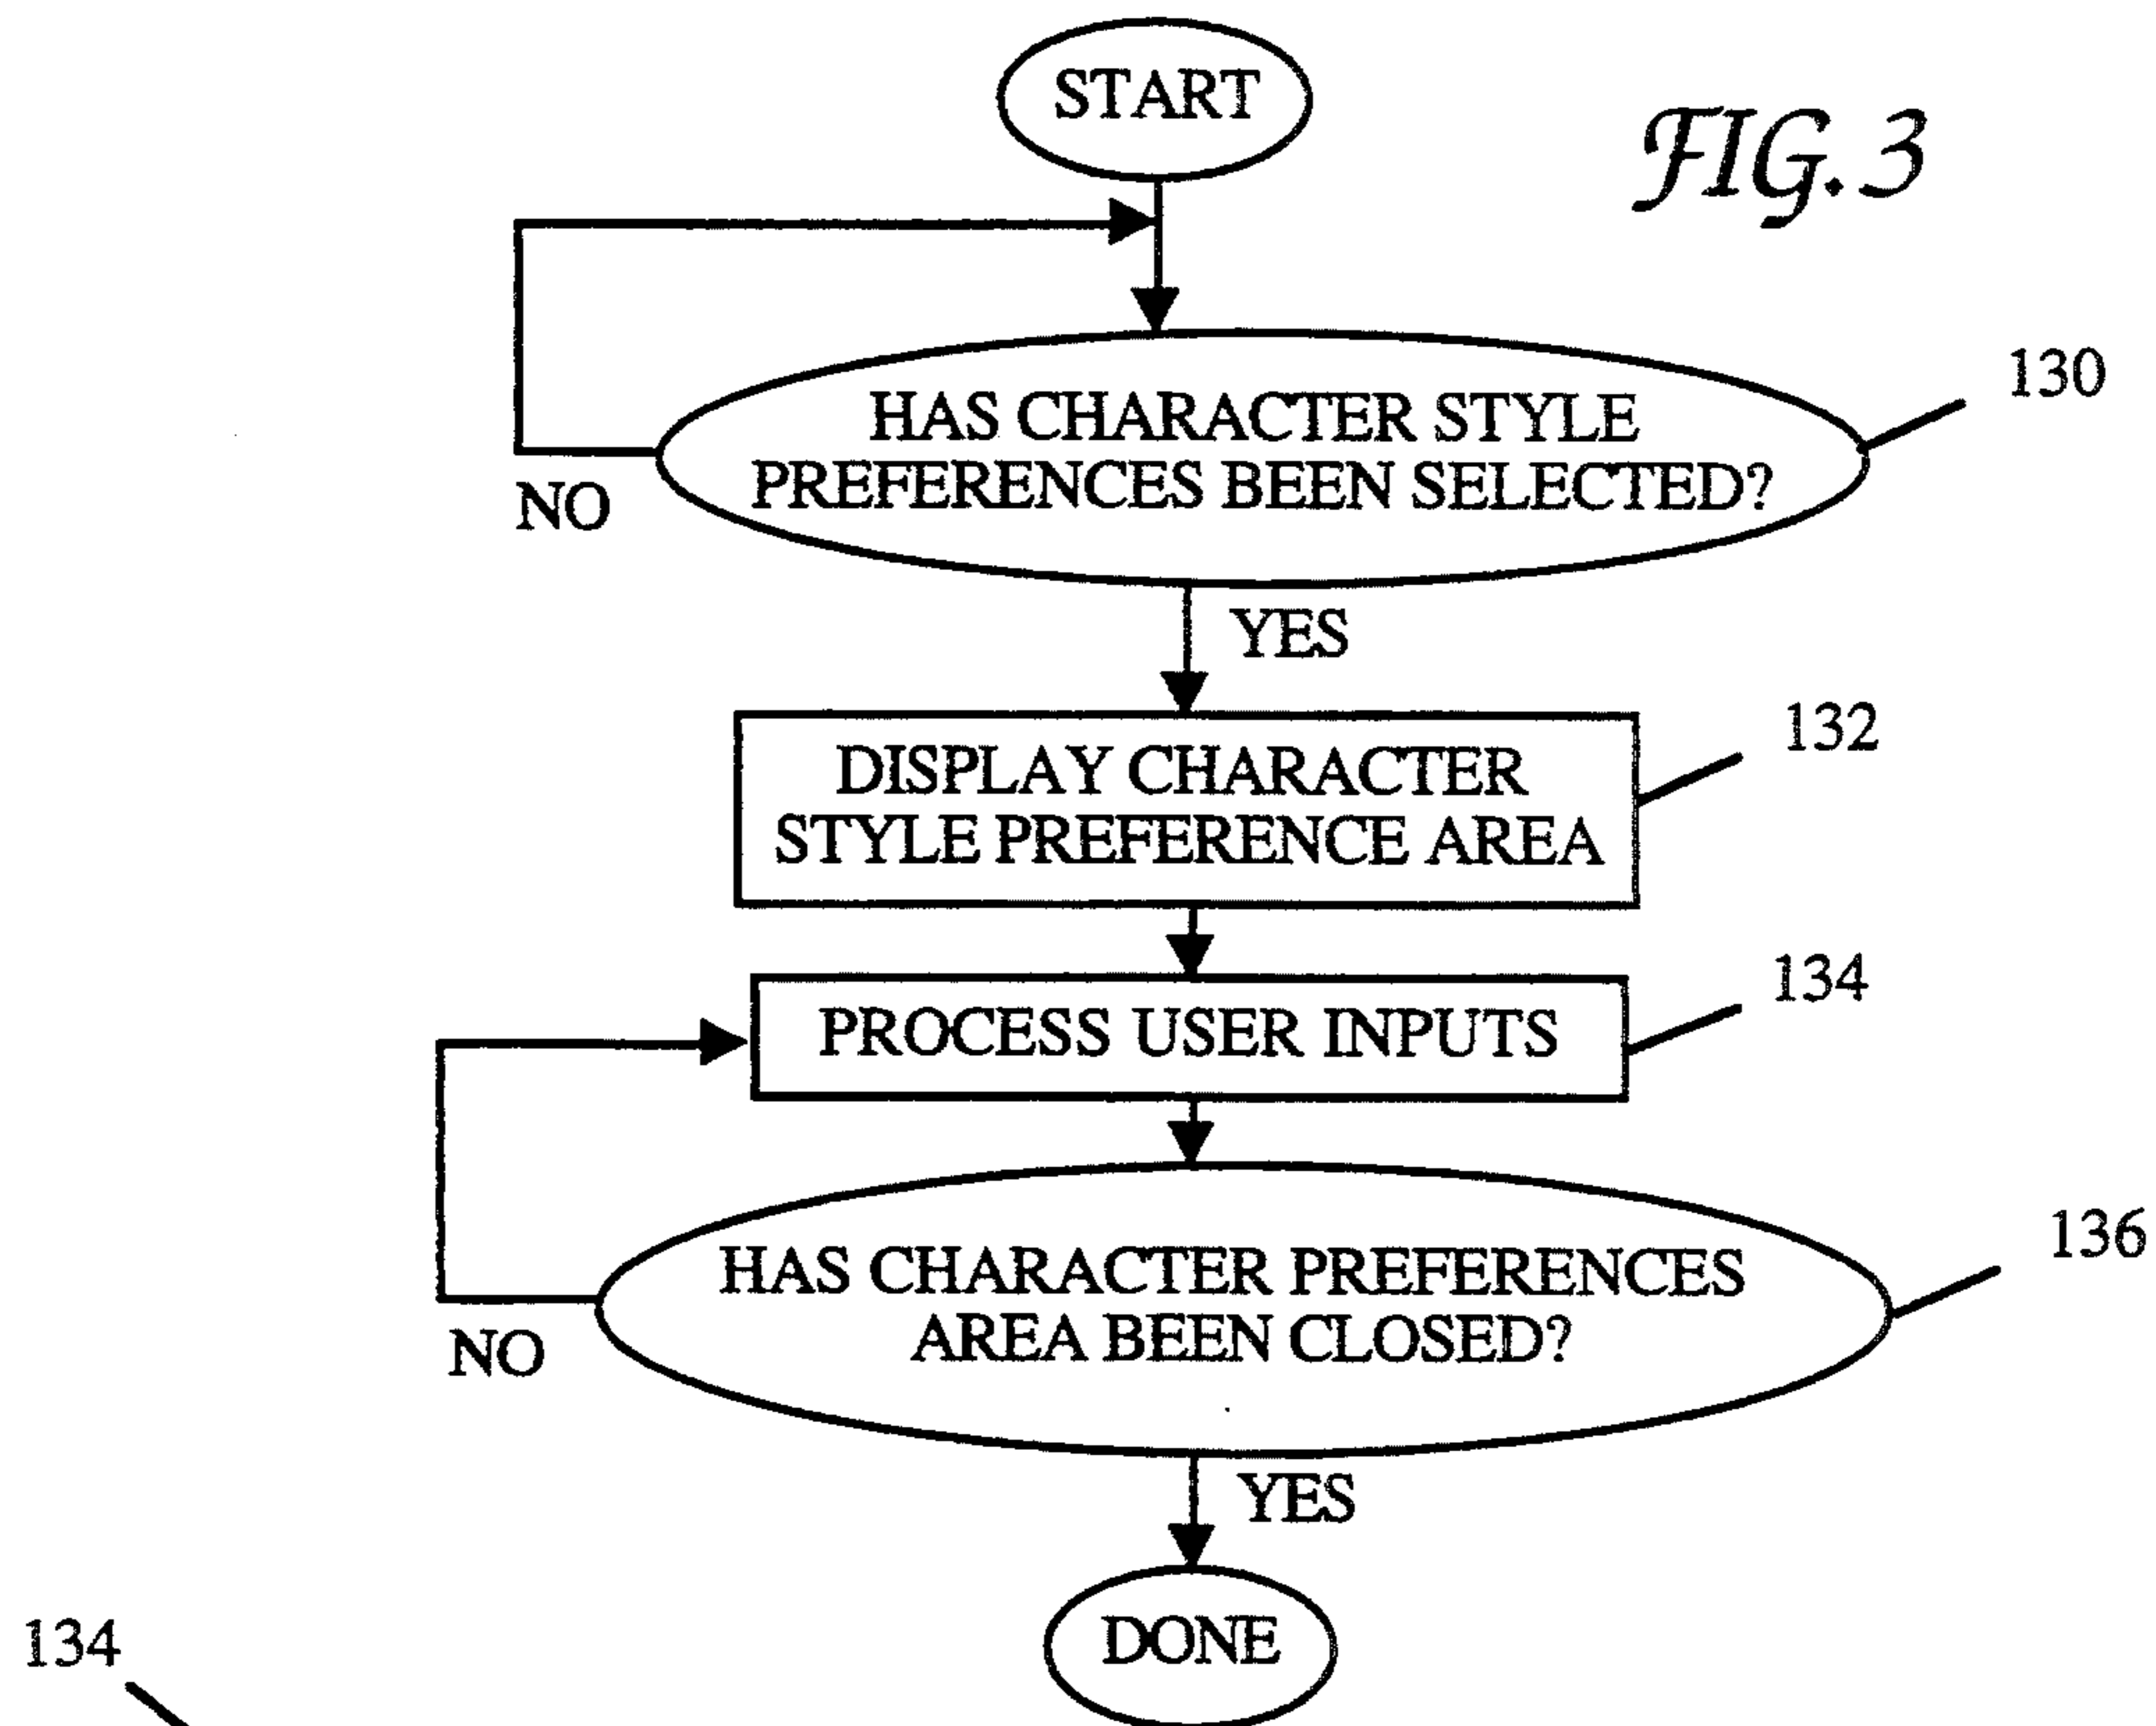 START
FIG.3
HAS CHARACTER STYLE
PREFERENCES BEEN SELECTED?
130
NO
YES
DISPLAY CHARACTER
STYLE PREFERENCE AREA
132
PROCESS USER INPUTS
134
HAS CHARACTER PREFERENCES
AREA BEEN CLOSED?
136
NO
YES
DONE
134